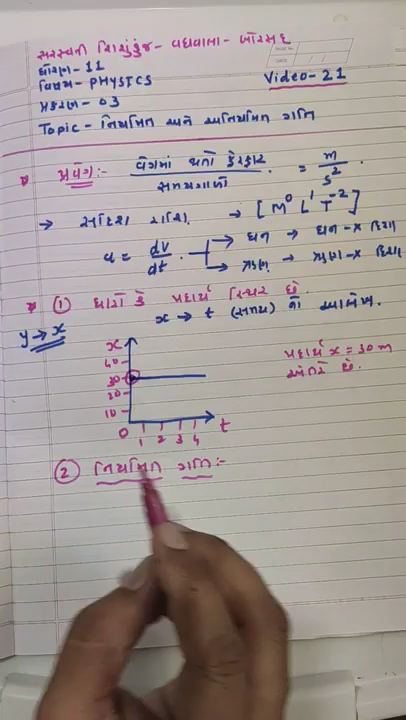 સરસ્વતી શિશુકુંજ - વઘવાલા - બોરસદ
ધોરણ - 11
વિષય - PHYSICS
Video - 21
પ્રકરણ - 03
Topic - નિયમિત અને અનિયમિત ગતિ
* પ્રવેગ :- વેગમાં થતો ફેરફાર / સમયગાળો = m / s²
→ સદિશ રાશિ → [M⁰ L¹ T⁻²]
a = dv / dt → ધન → ધન-x દિશા
→ ઋણ → ઋણ-x દિશા
* ① ધારો કે પદાર્થ સ્થિર છે
y → x
x → t (સમય) નો આલેખ.
x
40
30
20
10
0 1 2 3 4 t
પદાર્થ x = 30 m
અંતરે છે.
② નિયમિત ગતિ :-